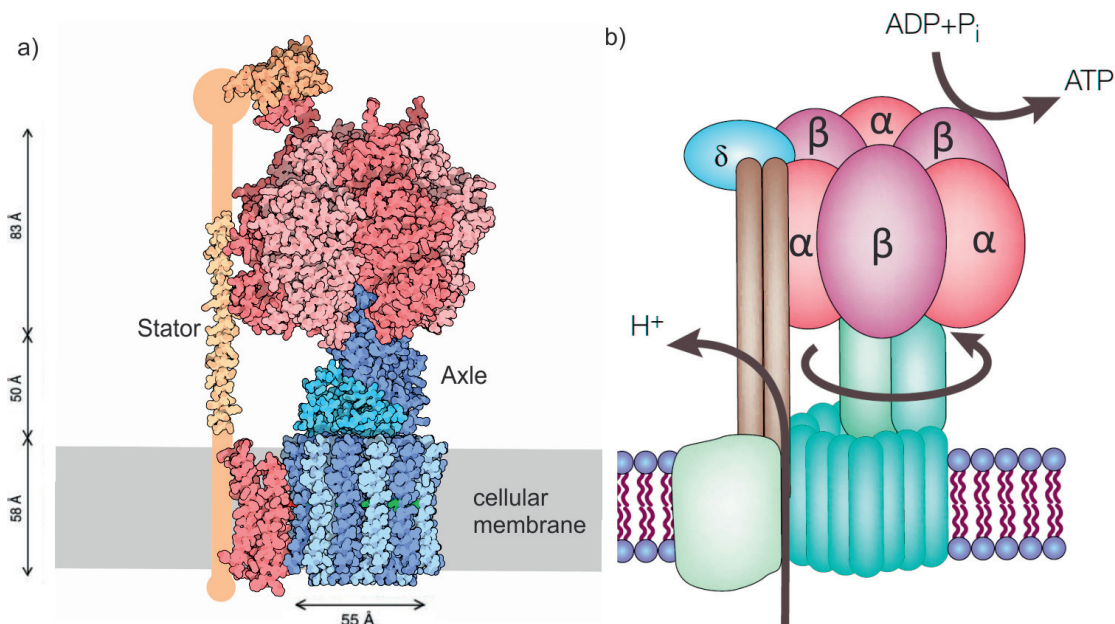 a)
83 Å
50 Å
58 Å
Stator
Axle
cellular
membrane
55 Å
b)
ADP+Pi
ATP
δ
β
α
β
α
β
α
H+